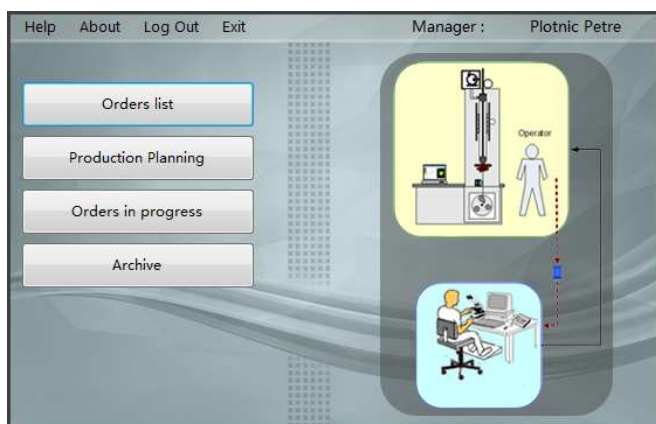 Help About Log Out Exit Manager : Plotnic Petre
Orders list
Production Planning
Orders in progress
Archive
Operator